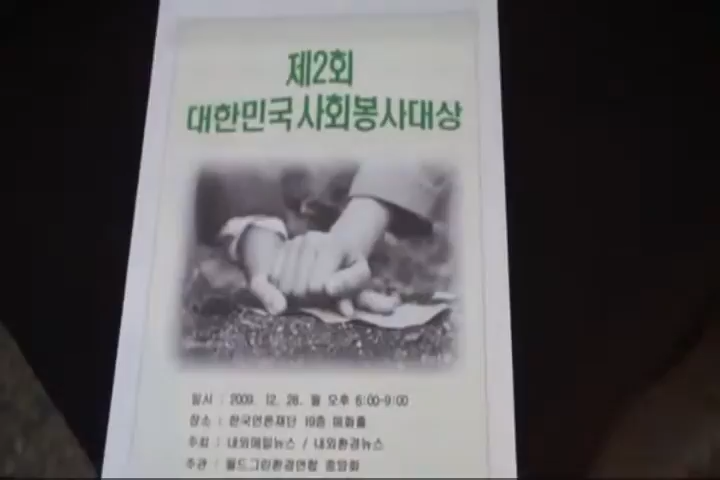 제2회
대한민국사회봉사대상
일시 : 2009. 12. 28. 월 오후 6:00-9:00
장소 : 한국언론재단 19층 매화홀
주최 : 내외매일뉴스 / 내외환경뉴스
주관 : 월드그린환경연합 중앙회